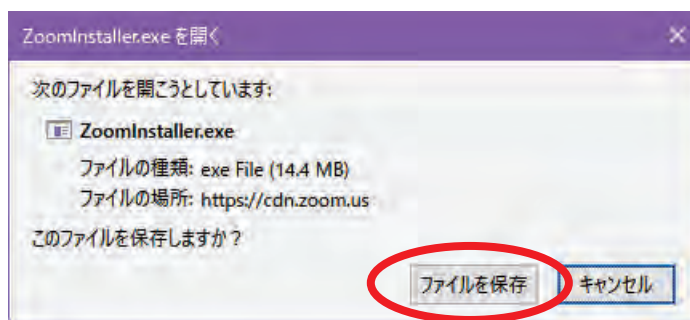 ZoomInstaller.exe を開く
次のファイルを開こうとしています:
ZoomInstaller.exe
ファイルの種類: exe File (14.4 MB)
ファイルの場所: https://cdn.zoom.us
このファイルを保存しますか？
ファイルを保存 キャンセル